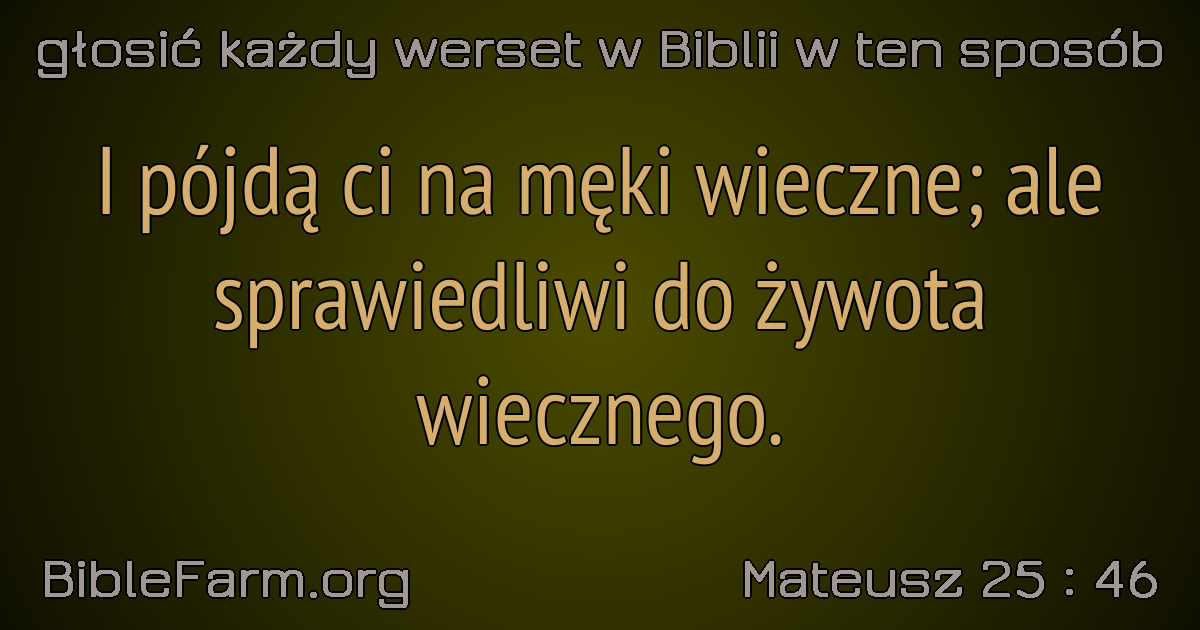 głosić każdy werset w Biblii w ten sposób
I pójdą ci na męki wieczne; ale
sprawiedliwi do żywota
wiecznego.
BibleFarm.org
Mateusz 25 : 46